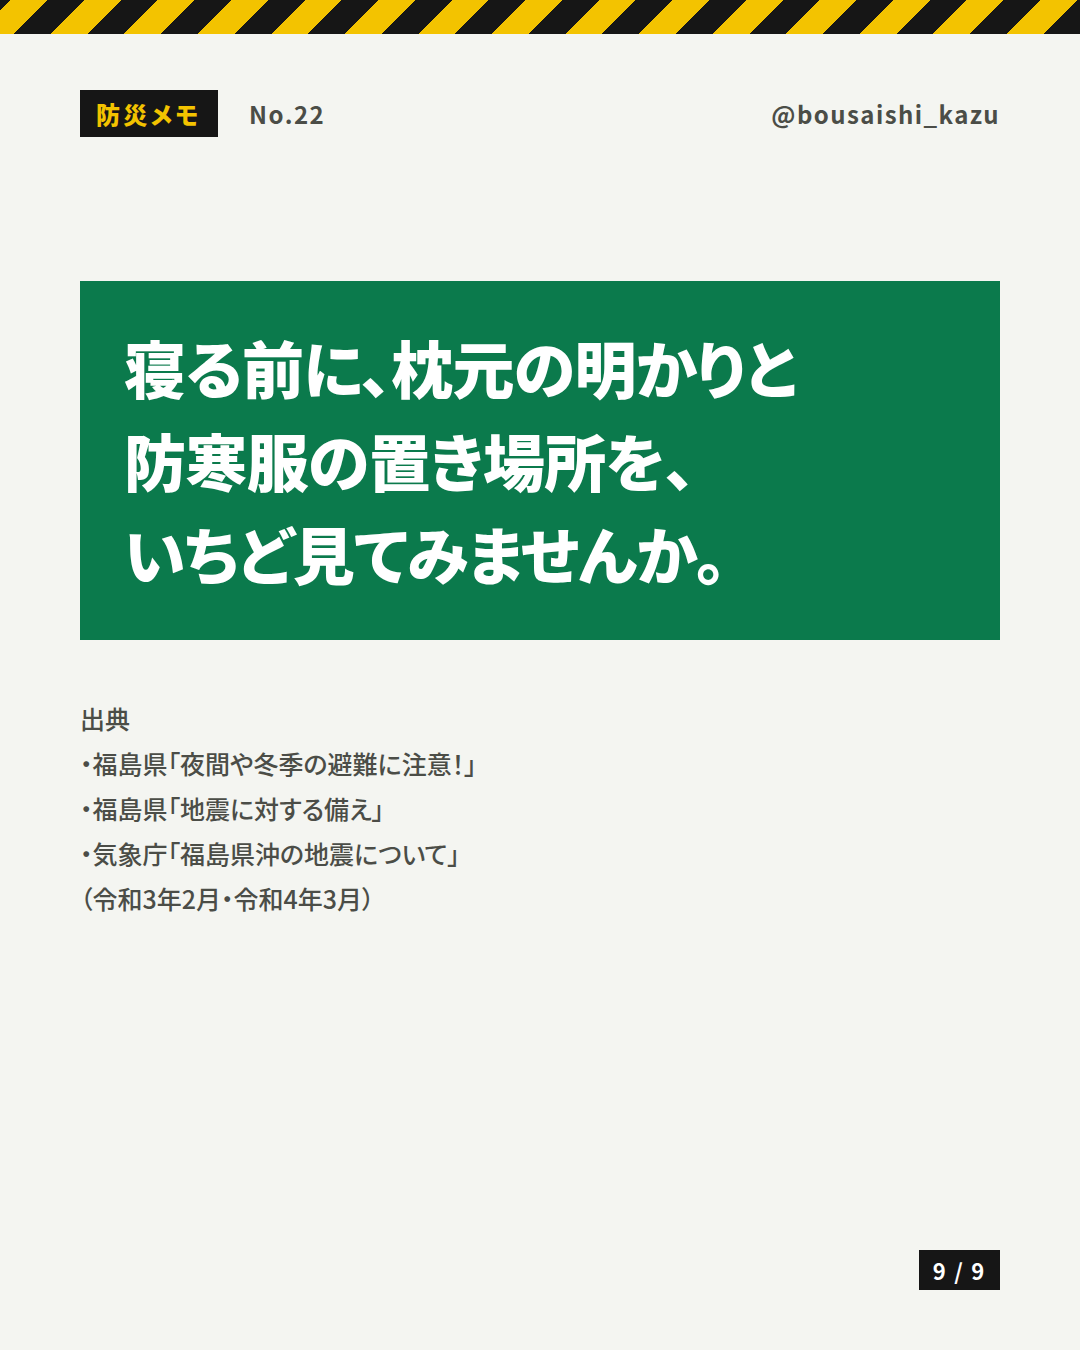 防災メモ No.22 @bousaishi_kazu
寝る前に、枕元の明かりと
防寒服の置き場所を、
いちど見てみませんか。
出典
・福島県「夜間や冬季の避難に注意！」
・福島県「地震に対する備え」
・気象庁「福島県沖の地震について」
（令和3年2月・令和4年3月）
9 / 9